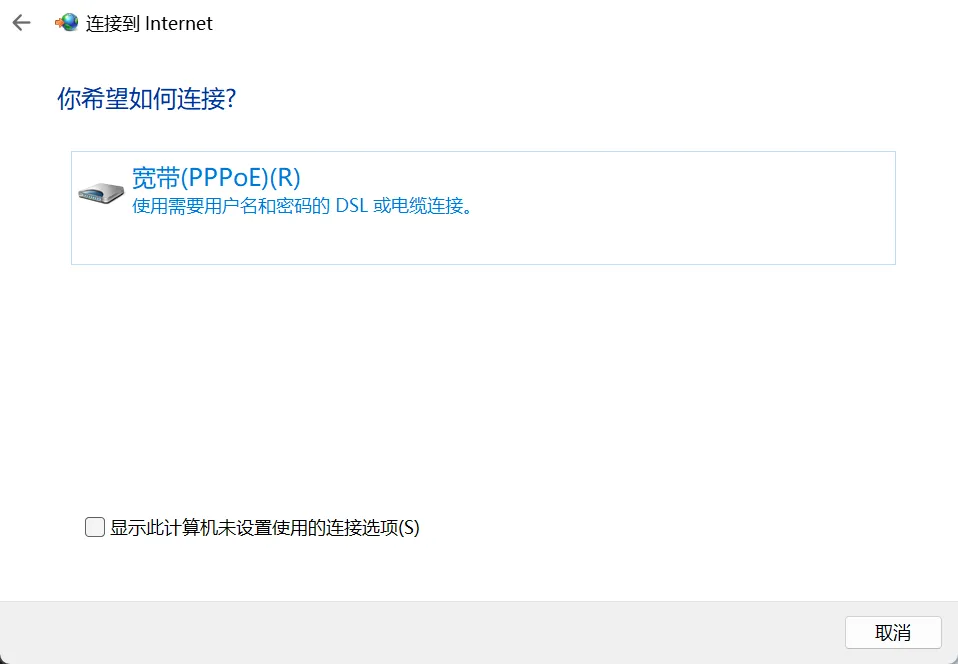 连接到 Internet
你希望如何连接?
宽带(PPPoE)(R)
使用需要用户名和密码的 DSL 或电缆连接。
显示此计算机未设置使用的连接选项(S)
取消